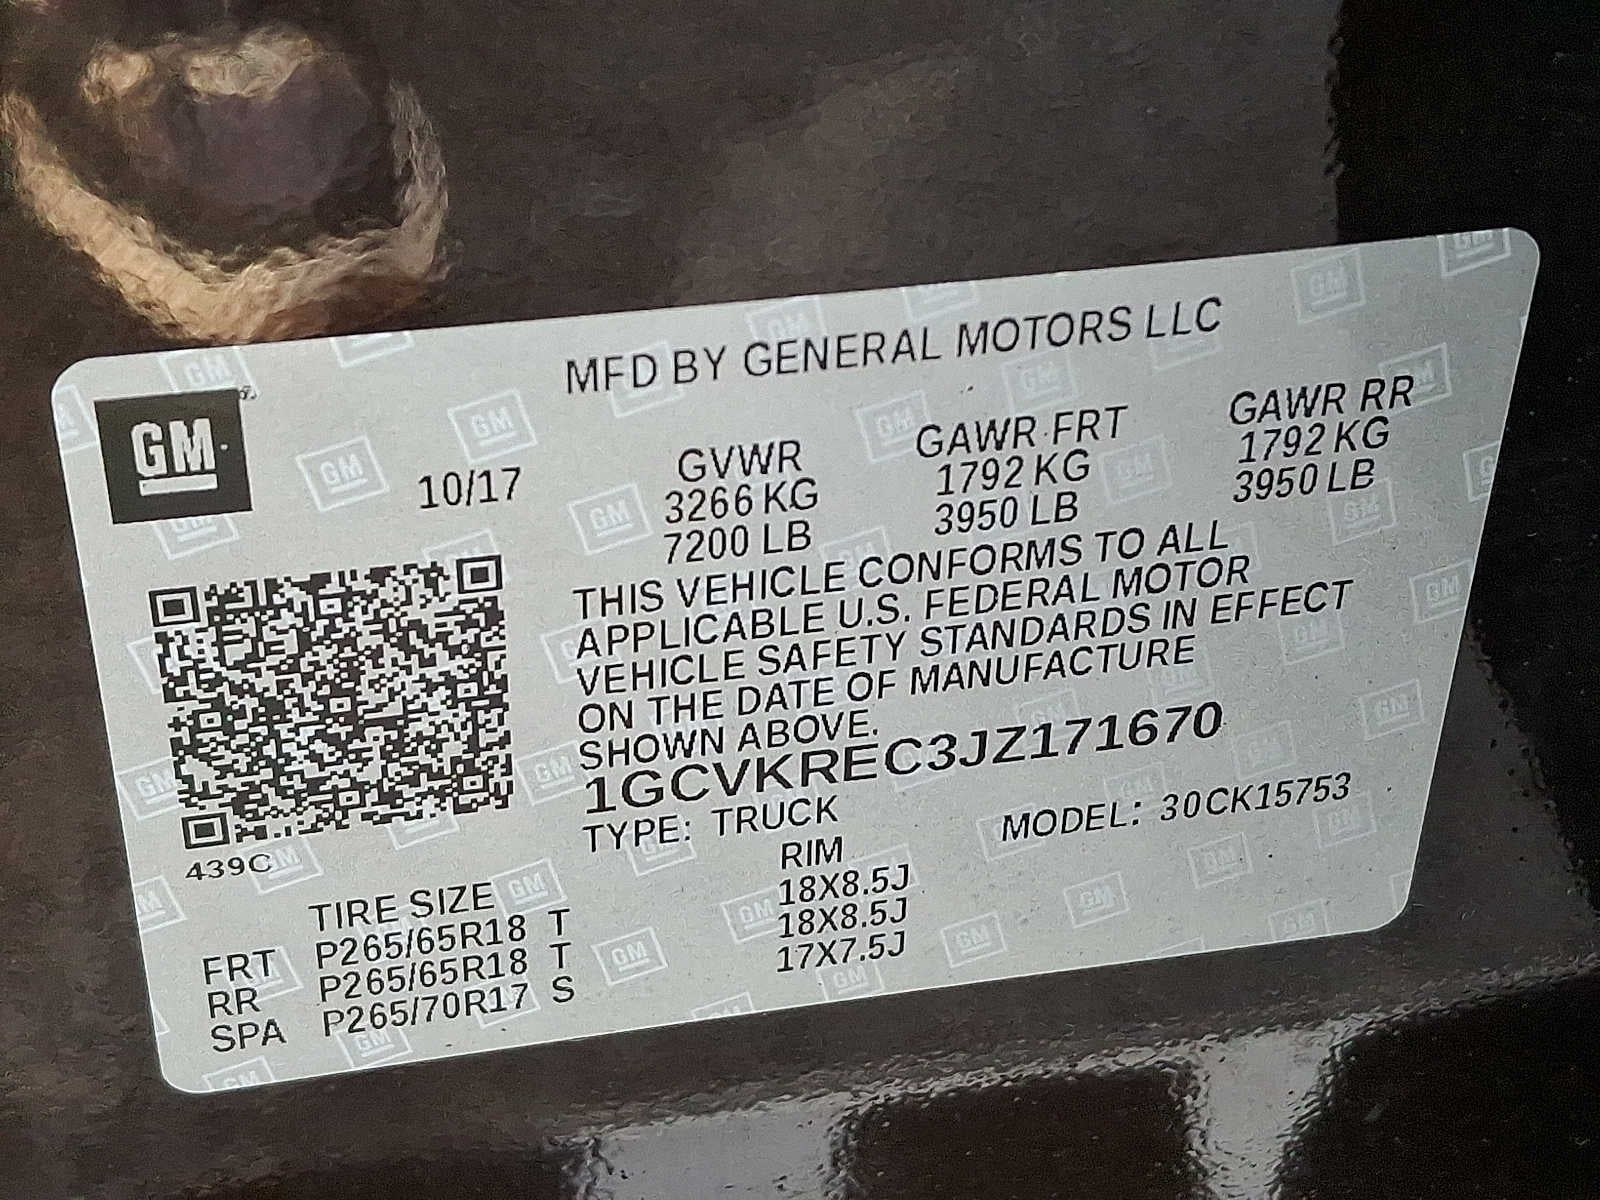 MFD BY GENERAL MOTORS LLC
GM
10/17
GVWR
3266 KG
7200 LB
GAWR FRT
1792 KG
3950 LB
GAWR RR
1792 KG
3950 LB
THIS VEHICLE CONFORMS TO ALL
APPLICABLE U.S. FEDERAL MOTOR
VEHICLE SAFETY STANDARDS IN EFFECT
ON THE DATE OF MANUFACTURE
SHOWN ABOVE.
1GCVKREC3JZ171670
TYPE: TRUCK
MODEL: 30CK15753
439C
TIRE SIZE RIM
FRT P265/65R18 T 18X8.5J
RR P265/65R18 T 18X8.5J
SPA P265/70R17 S 17X7.5J